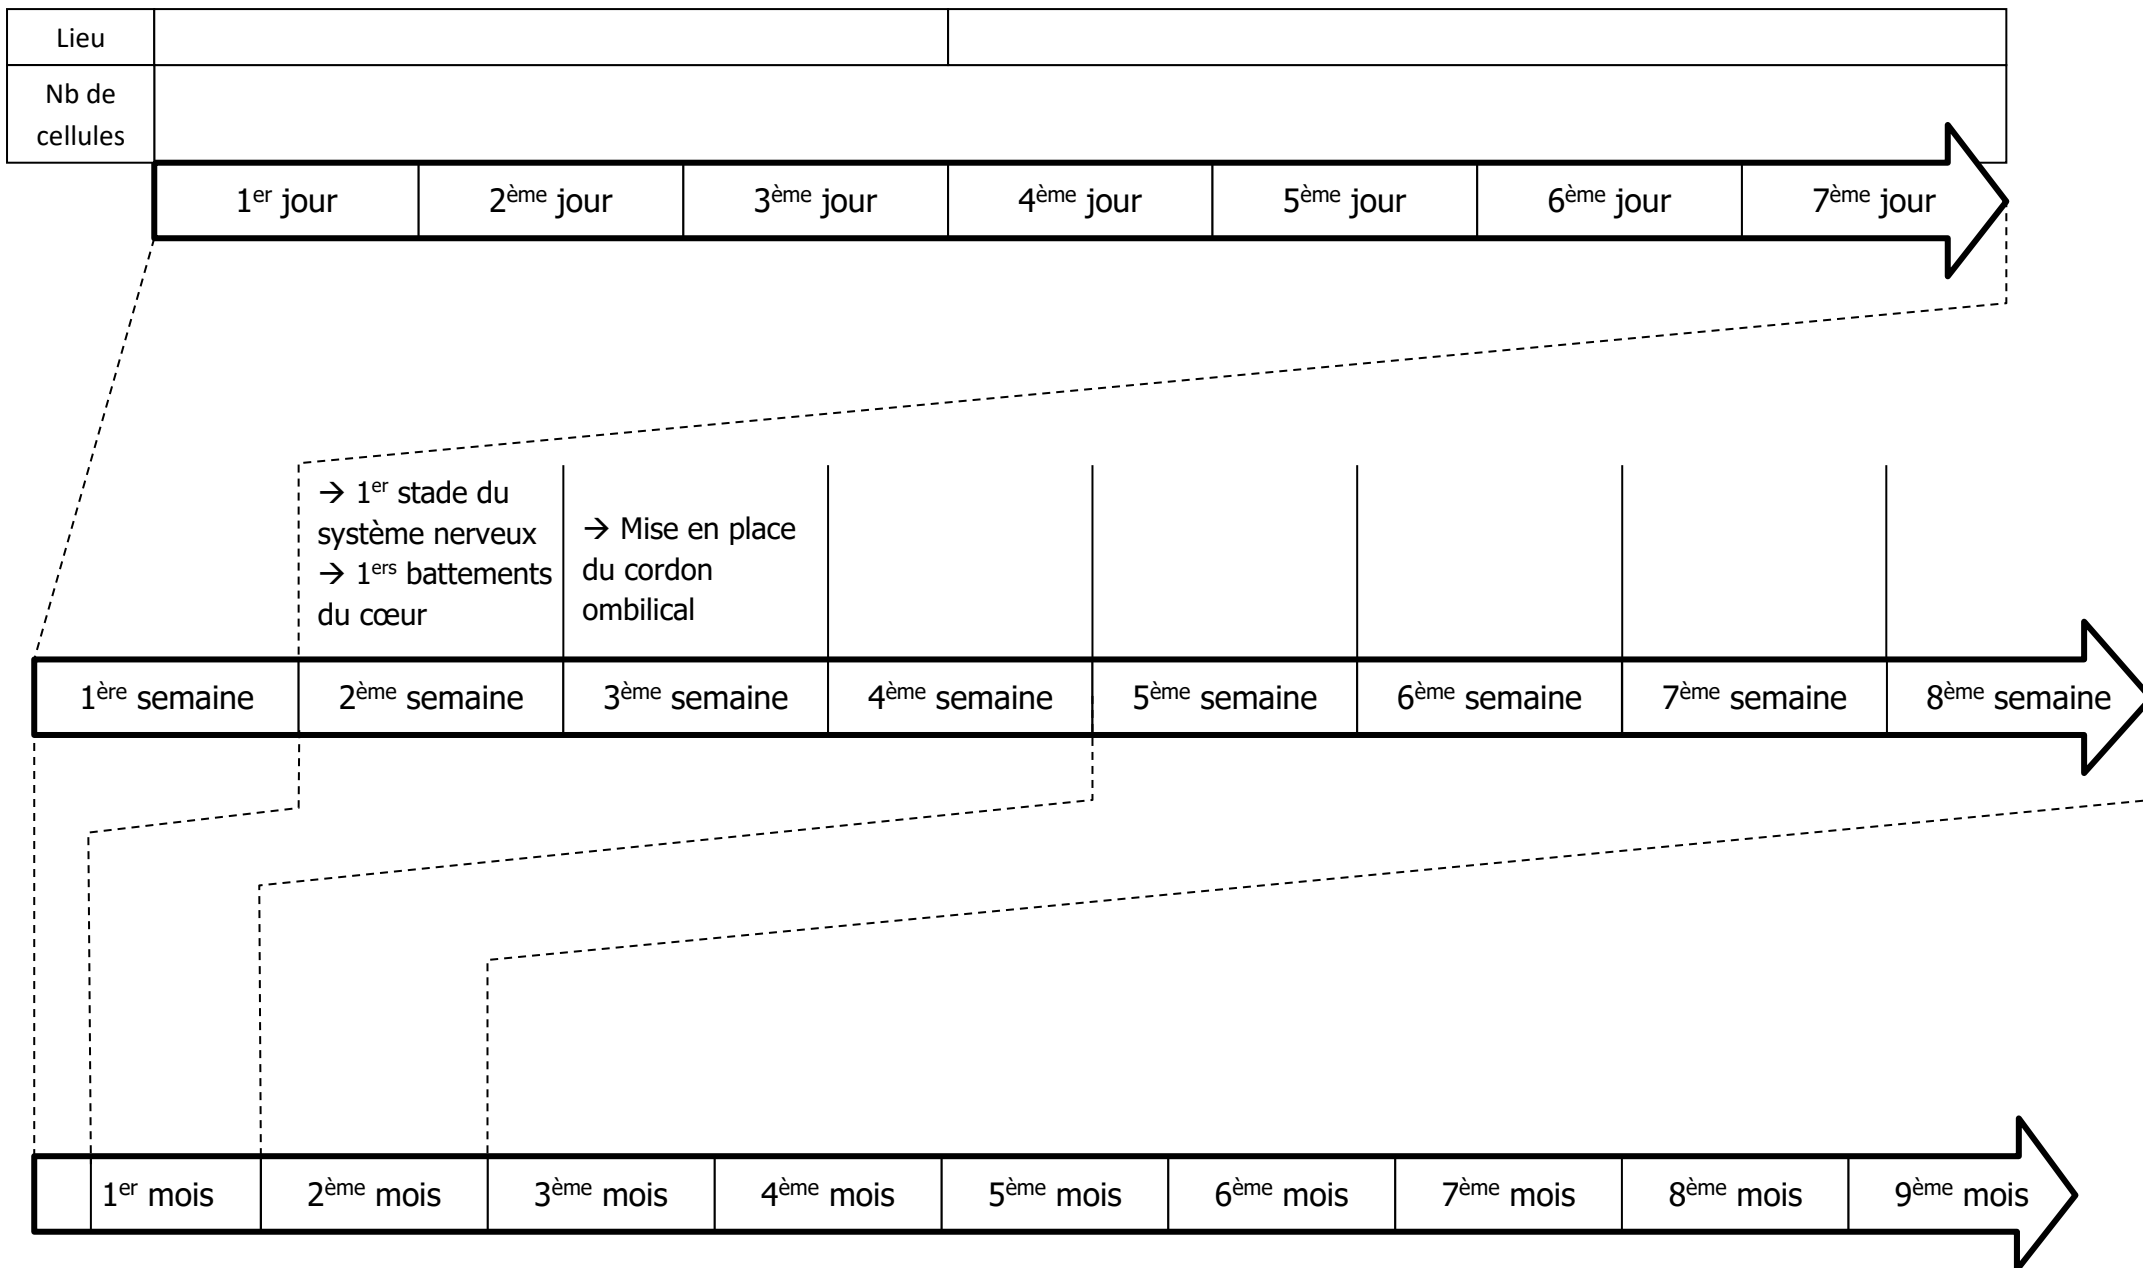 Lieu
Nb de
cellules
1er jour 2ème jour 3ème jour 4ème jour 5ème jour 6ème jour 7ème jour
→ 1er stade du
système nerveux
→ 1ers battements
du cœur
→ Mise en place
du cordon
ombilical
1ère semaine 2ème semaine 3ème semaine 4ème semaine 5ème semaine 6ème semaine 7ème semaine 8ème semaine
1er mois 2ème mois 3ème mois 4ème mois 5ème mois 6ème mois 7ème mois 8ème mois 9ème mois